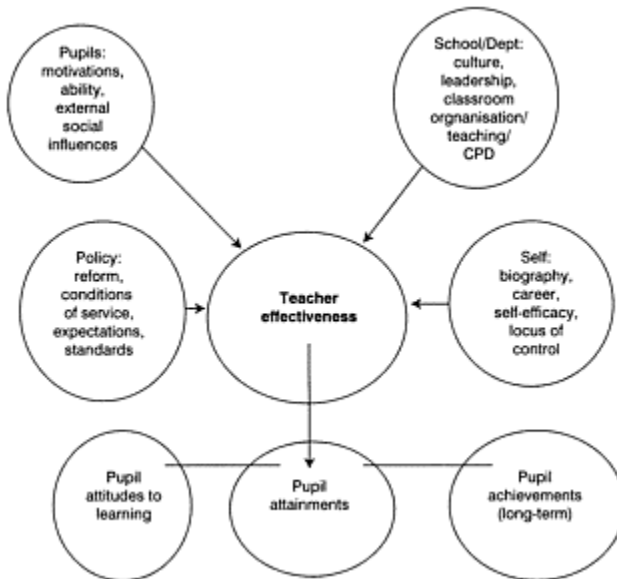 Pupils:
motivations,
ability,
external
social
influences
School/Dept:
culture,
leadership,
classroom
orgnanisation/
teaching/
CPD
Policy:
reform,
conditions
of service,
expectations,
standards
Teacher
effectiveness
Self:
biography,
career,
self-efficacy,
locus of
control
Pupil
attitudes to
learning
Pupil
attainments
Pupil
achievements
(long-term)